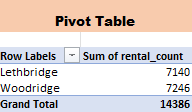 Pivot Table
Row Labels Sum of rental_count
Lethbridge 7140
Woodridge 7246
Grand Total 14386